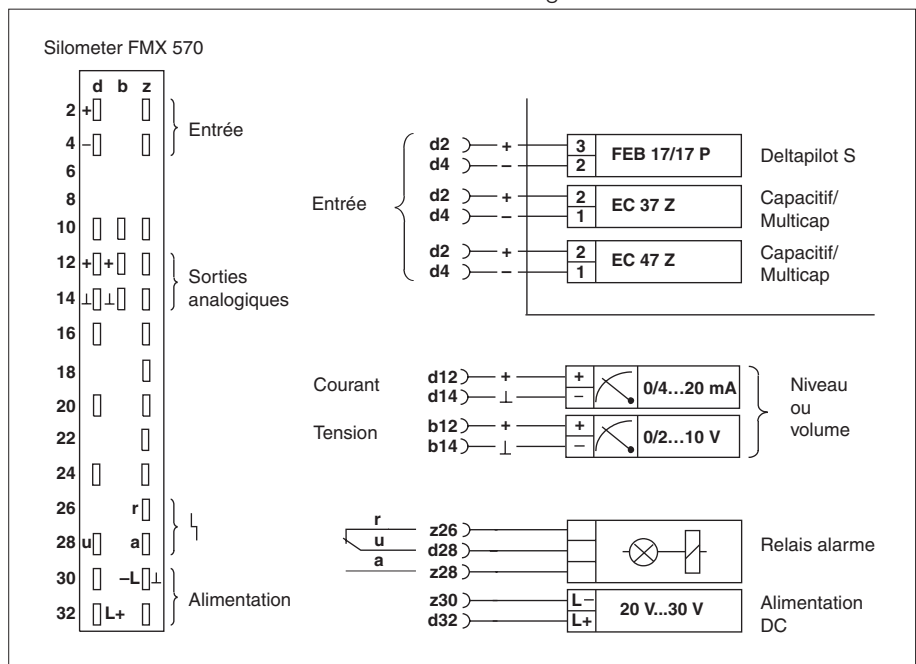 Silometer FMX 570
d b z
2 +
4 – Entrée
6
8
10
12 + +
14 ⊥ ⊥ Sorties analogiques
16
18
20
22
24
26 r
28 u a
30 –L ⊥
32 L+ Alimentation
Entrée
d2 + 3 FEB 17/17 P Deltapilot S
d4 – 2
d2 + 2 EC 37 Z Capacitif/
d4 – 1 Multicap
d2 + 2 EC 47 Z Capacitif/
d4 – 1 Multicap
Courant d12 + + 0/4...20 mA
d14 ⊥ –
Tension b12 + + 0/2...10 V
b14 ⊥ –
Niveau
ou
volume
r z26
u d28 Relais alarme
a z28
z30 L– 20 V...30 V Alimentation
d32 L+ DC